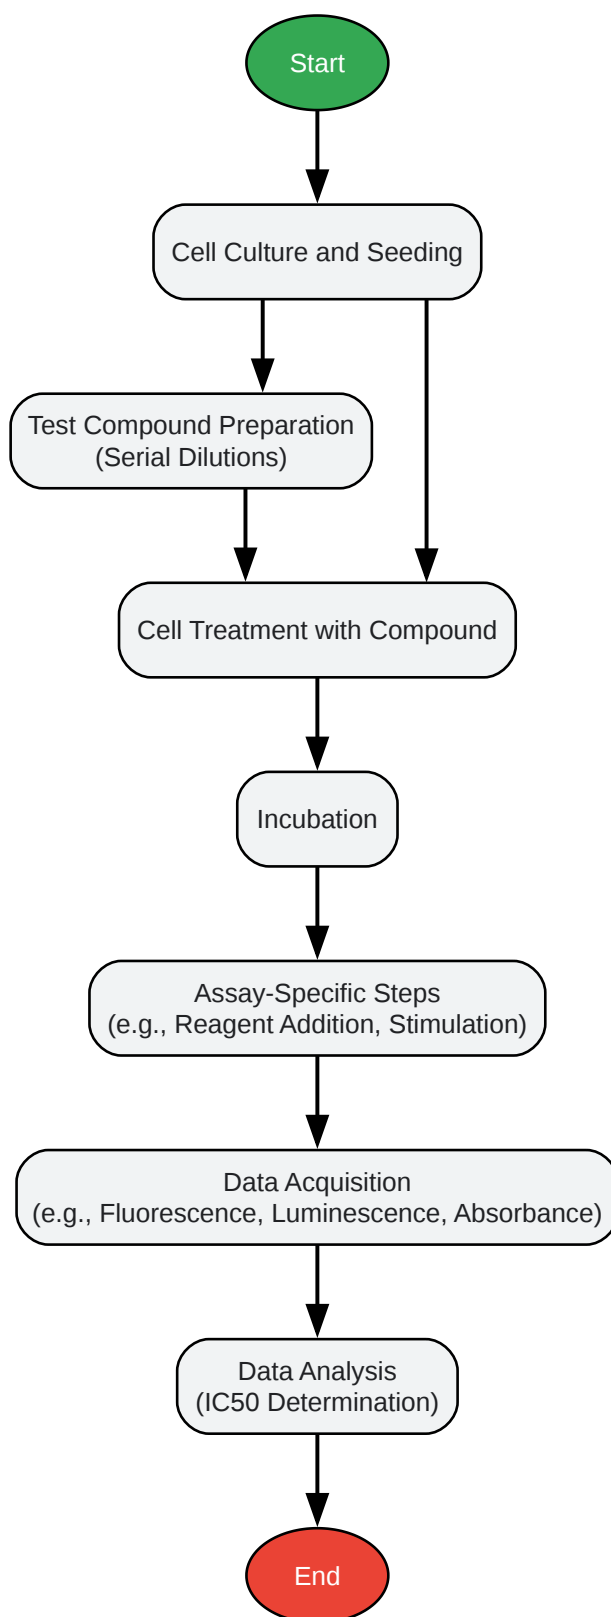 Start
Cell Culture and Seeding
Test Compound Preparation
(Serial Dilutions)
Cell Treatment with Compound
Incubation
Assay-Specific Steps
(e.g., Reagent Addition, Stimulation)
Data Acquisition
(e.g., Fluorescence, Luminescence, Absorbance)
Data Analysis
(IC50 Determination)
End